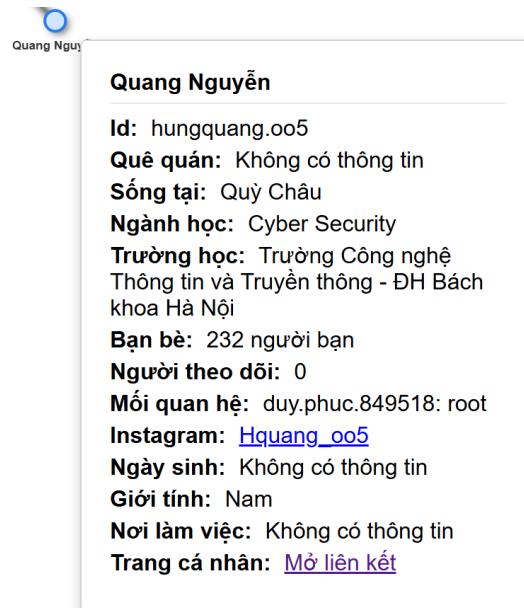 Quang Nguy
Quang Nguyễn
Id: hungquang.oo5
Quê quán: Không có thông tin
Sống tại: Quỳ Châu
Ngành học: Cyber Security
Trường học: Trường Công nghệ
Thông tin và Truyền thông - ĐH Bách
khoa Hà Nội
Bạn bè: 232 người bạn
Người theo dõi: 0
Mối quan hệ: duy.phuc.849518: root
Instagram: Hquang_oo5
Ngày sinh: Không có thông tin
Giới tính: Nam
Nơi làm việc: Không có thông tin
Trang cá nhân: Mở liên kết